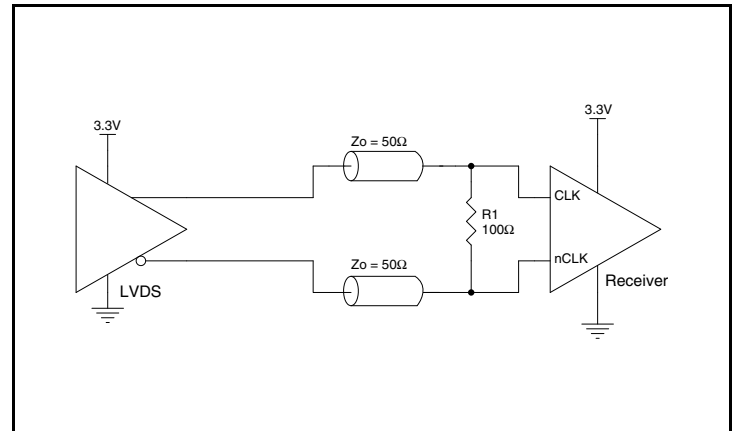 3.3V
LVDS
Zo = 50Ω
Zo = 50Ω
R1
100Ω
3.3V
CLK
nCLK
Receiver